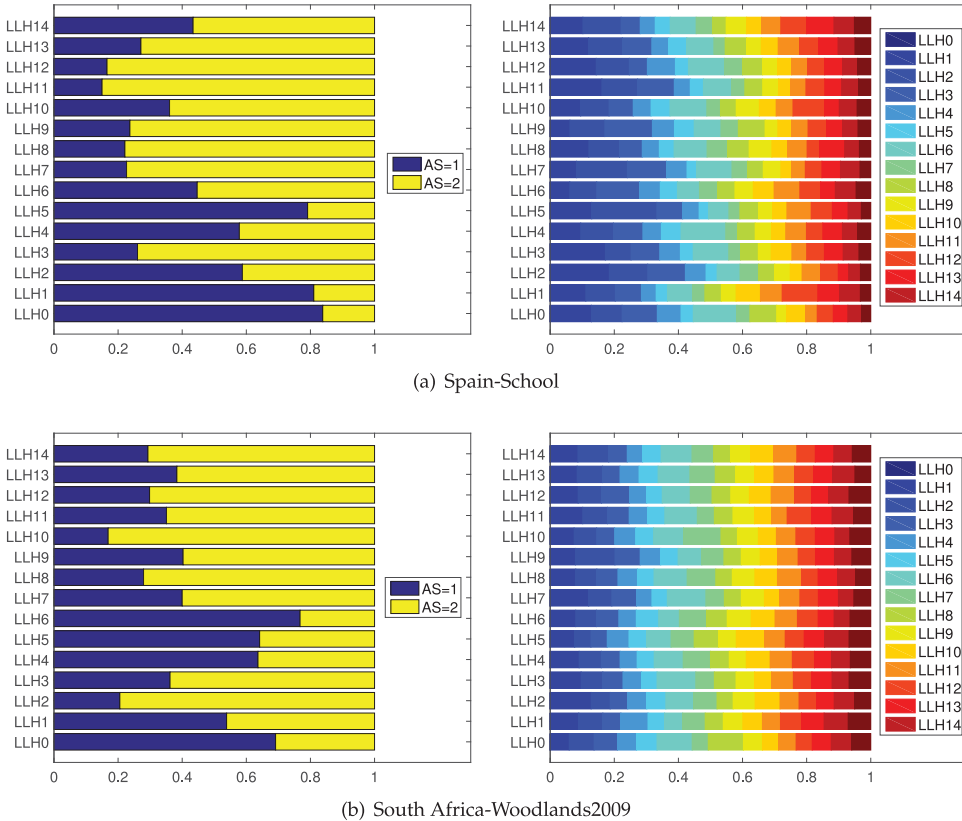 LLH14
LLH13
LLH12
LLH11
LLH10
LLH9
LLH8
LLH7
LLH6
LLH5
LLH4
LLH3
LLH2
LLH1
LLH0
0 0.2 0.4 0.6 0.8 1
AS=1
AS=2
LLH14
LLH13
LLH12
LLH11
LLH10
LLH9
LLH8
LLH7
LLH6
LLH5
LLH4
LLH3
LLH2
LLH1
LLH0
0 0.2 0.4 0.6 0.8 1
LLH0
LLH1
LLH2
LLH3
LLH4
LLH5
LLH6
LLH7
LLH8
LLH9
LLH10
LLH11
LLH12
LLH13
LLH14
(a) Spain-School
LLH14
LLH13
LLH12
LLH11
LLH10
LLH9
LLH8
LLH7
LLH6
LLH5
LLH4
LLH3
LLH2
LLH1
LLH0
0 0.2 0.4 0.6 0.8 1
AS=1
AS=2
LLH14
LLH13
LLH12
LLH11
LLH10
LLH9
LLH8
LLH7
LLH6
LLH5
LLH4
LLH3
LLH2
LLH1
LLH0
0 0.2 0.4 0.6 0.8 1
LLH0
LLH1
LLH2
LLH3
LLH4
LLH5
LLH6
LLH7
LLH8
LLH9
LLH10
LLH11
LLH12
LLH13
LLH14
(b) South Africa-Woodlands2009